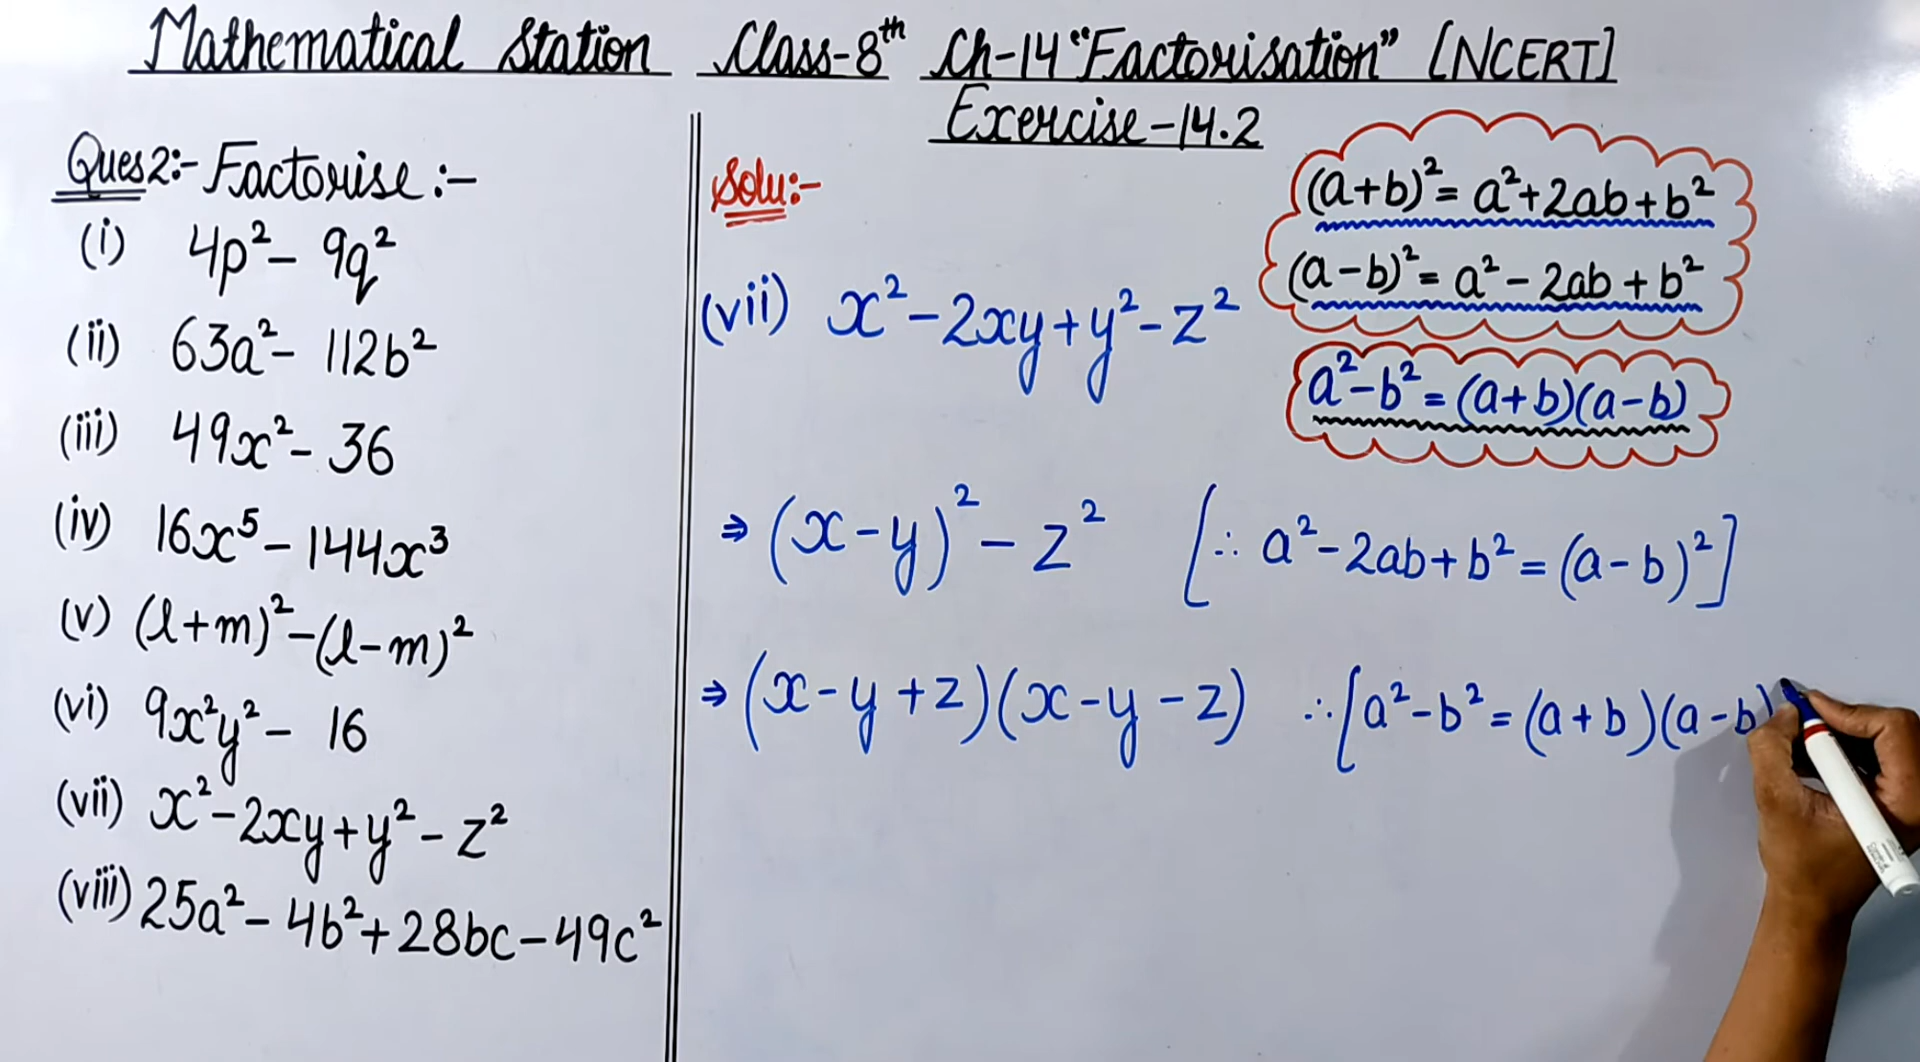 Mathematical Station Class-8th Ch-14 “Factorisation” [NCERT]
Exercise-14.2
Ques2:- Factorise:-
(i) 4p²- 9q²
(ii) 63a²- 112b²
(iii) 49x²- 36
(iv) 16x⁵- 144x³
(v) (l+m)²-(l-m)²
(vi) 9x²y²- 16
(vii) x²-2xy+y²-z²
(viii) 25a²- 4b²+28bc-49c²
Solu:-
(a+b)²= a²+2ab+b²
(a-b)²= a²-2ab+b²
a²-b²=(a+b)(a-b)
(vii) x²-2xy+y²-z²
⇒ (x-y)²-z² [∴ a²-2ab+b²=(a-b)²]
⇒ (x-y+z)(x-y-z) ∴[a²-b²=(a+b)(a-b)